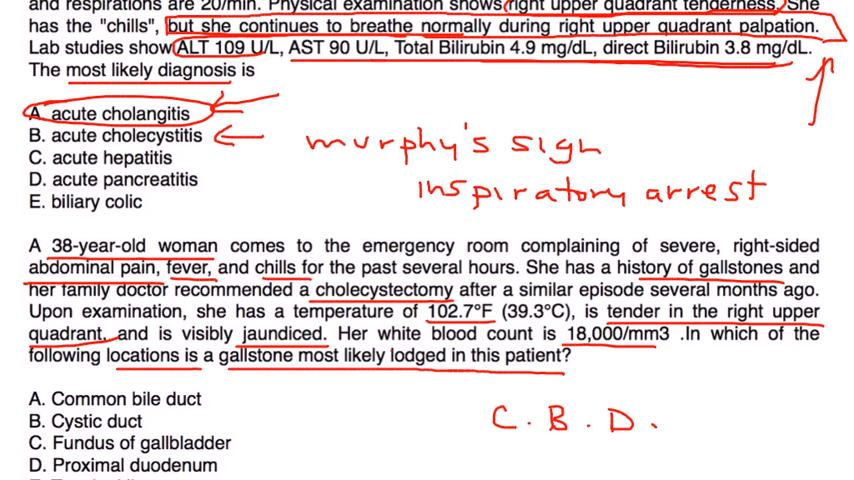 and respirations are 20/min. Physical examination shows right upper quadrant tenderness. She
has the "chills", but she continues to breathe normally during right upper quadrant palpation.
Lab studies show ALT 109 U/L, AST 90 U/L, Total Bilirubin 4.9 mg/dL, direct Bilirubin 3.8 mg/dL.
The most likely diagnosis is
A. acute cholangitis
B. acute cholecystitis
C. acute hepatitis
D. acute pancreatitis
E. biliary colic
murphy's sign
inspiratory arrest
A 38-year-old woman comes to the emergency room complaining of severe, right-sided
abdominal pain, fever, and chills for the past several hours. She has a history of gallstones and
her family doctor recommended a cholecystectomy after a similar episode several months ago.
Upon examination, she has a temperature of 102.7°F (39.3°C), is tender in the right upper
quadrant, and is visibly jaundiced. Her white blood count is 18,000/mm3 .In which of the
following locations is a gallstone most likely lodged in this patient?
A. Common bile duct
B. Cystic duct
C. Fundus of gallbladder
D. Proximal duodenum
C. B. D.